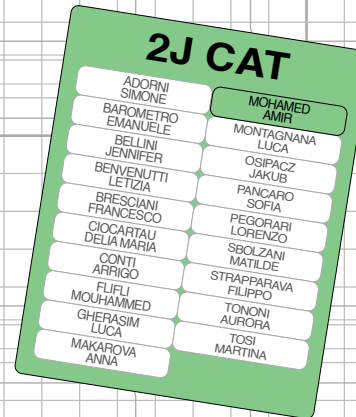 2J CAT
ADORNI
SIMONE
BAROMETRO
EMANUELE
BELLINI
JENNIFER
BENVENUTTI
LETIZIA
BRESCIANI
FRANCESCO
CIOCARTAU
DELIA MARIA
CONTI
ARRIGO
FLIFLI
MOUHAMMED
GHERASIM
LUCA
MAKAROVA
ANNA
MOHAMED
AMIR
MONTAGNANA
LUCA
OSIPACZ
JAKUB
PANCARO
SOFIA
PEGORARI
LORENZO
SBOLZANI
MATILDE
STRAPPARAVA
FILIPPO
TONONI
AURORA
TOSI
MARTINA